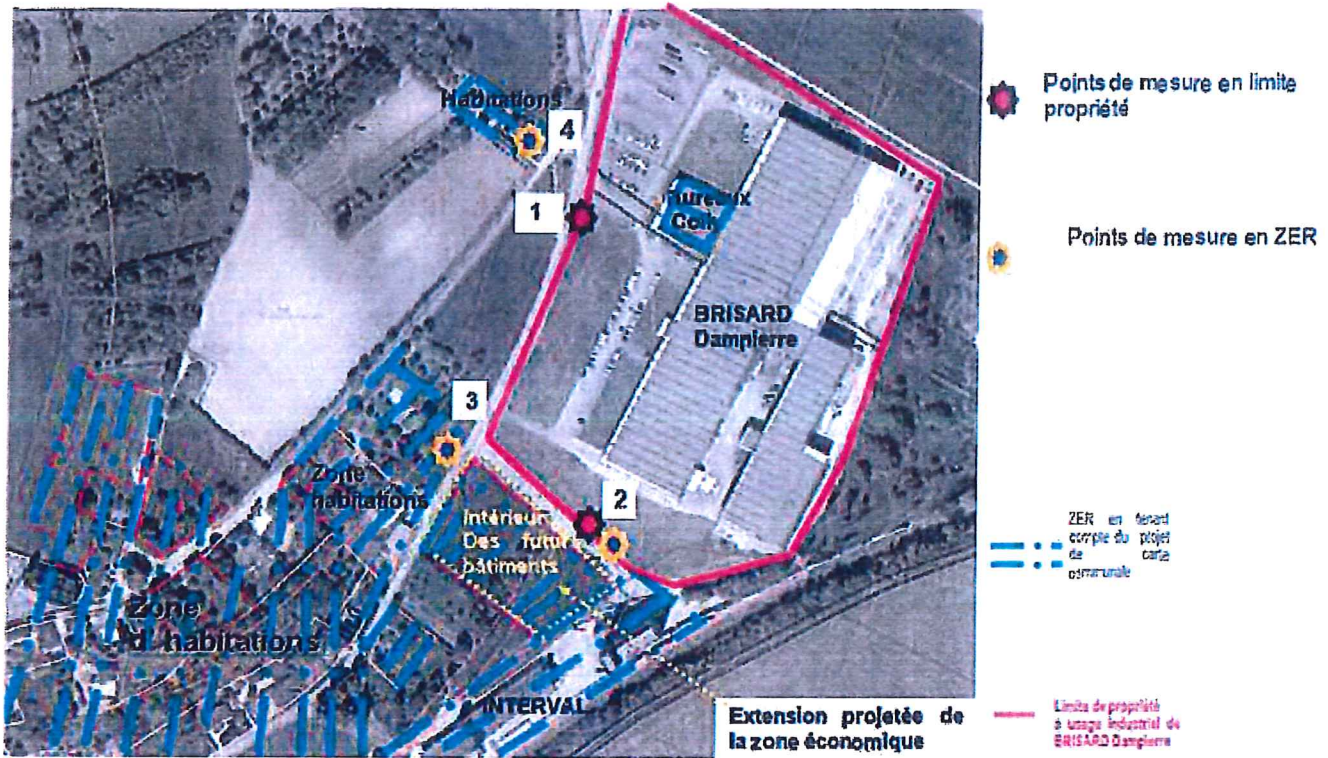 Habitations
4
1
Bureaux
BRISARD
Dampierre
3
Zone
habitations
2
Intérieur
Des futurs
bâtiments
Zone
d' habitations
INTERVAL
Extension projetée de
la zone économique
Points de mesure en limite
propriété
Points de mesure en ZER
ZER en tenant
compte du projet
de carte
communale
Limite de propriété
à usage industriel de
BRISARD Dampierre